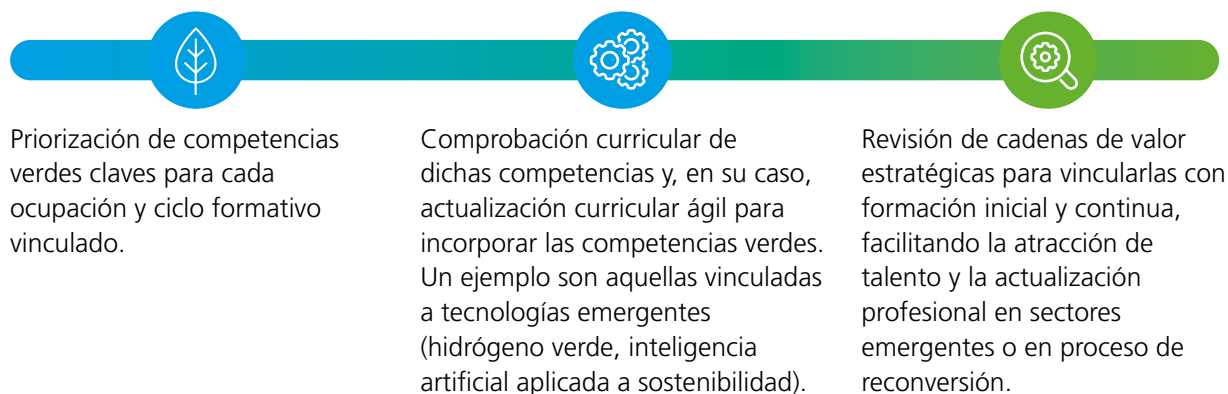 Priorización de competencias
verdes claves para cada
ocupación y ciclo formativo
vinculado.
Comprobación curricular de
dichas competencias y, en su caso,
actualización curricular ágil para
incorporar las competencias verdes.
Un ejemplo son aquellas vinculadas
a tecnologías emergentes
(hidrógeno verde, inteligencia
artificial aplicada a sostenibilidad).
Revisión de cadenas de valor
estratégicas para vincularlas con
formación inicial y continua,
facilitando la atracción de
talento y la actualización
profesional en sectores
emergentes o en proceso de
reconversión.